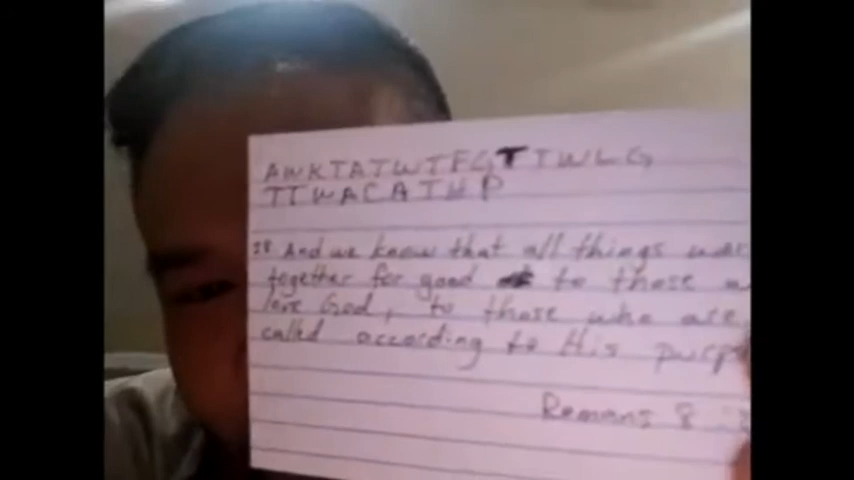 AWKTATWTFGTTWLG
TTWACATHP
28 And we know that all things
together for good to those
love God, to those who are
called according to His
Romans 8